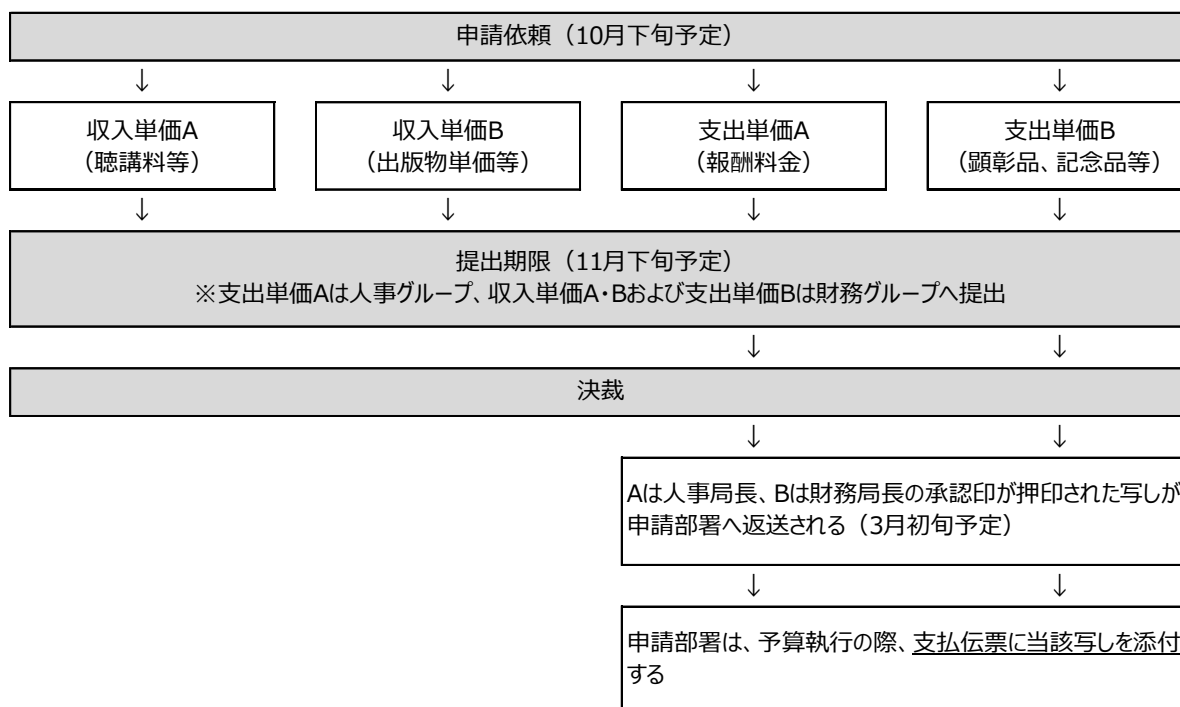 申請依頼（10月下旬予定）
↓ ↓ ↓ ↓
収入単価A
（聴講料等）
収入単価B
（出版物単価等）
支出単価A
（報酬料金）
支出単価B
（顕彰品、記念品等）
↓ ↓ ↓ ↓
提出期限（11月下旬予定）
※支出単価Aは人事グループ、収入単価A・Bおよび支出単価Bは財務グループへ提出
↓ ↓
決裁
↓ ↓
Aは人事局長、Bは財務局長の承認印が押印された写しが
申請部署へ返送される（3月初旬予定）
↓ ↓
申請部署は、予算執行の際、支払伝票に当該写しを添付
する